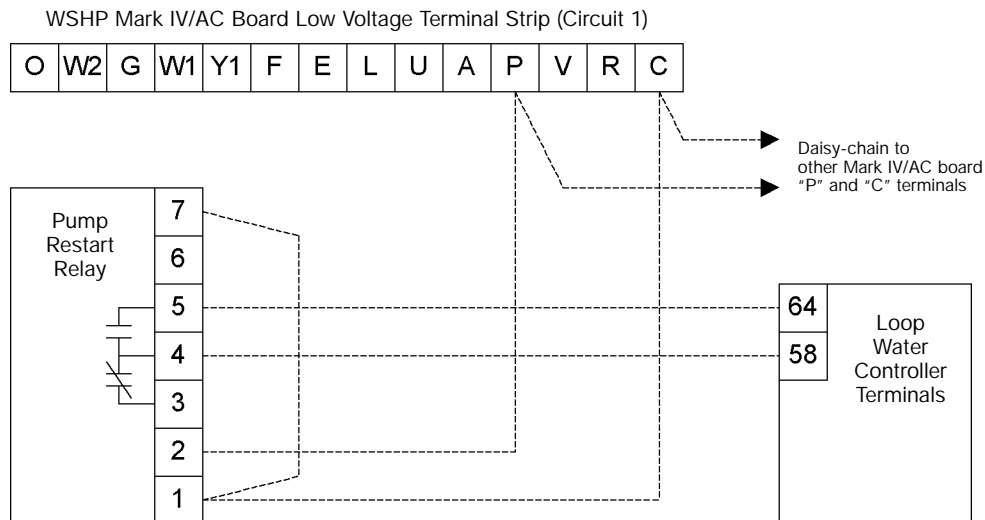 WSHP Mark IV/AC Board Low Voltage Terminal Strip (Circuit 1)
O W2 G W1 Y1 F E L U A P V R C
Daisy-chain to
other Mark IV/AC board
"P" and "C" terminals
Pump
Restart
Relay
7
6
5
4
3
2
1
64
58
Loop
Water
Controller
Terminals